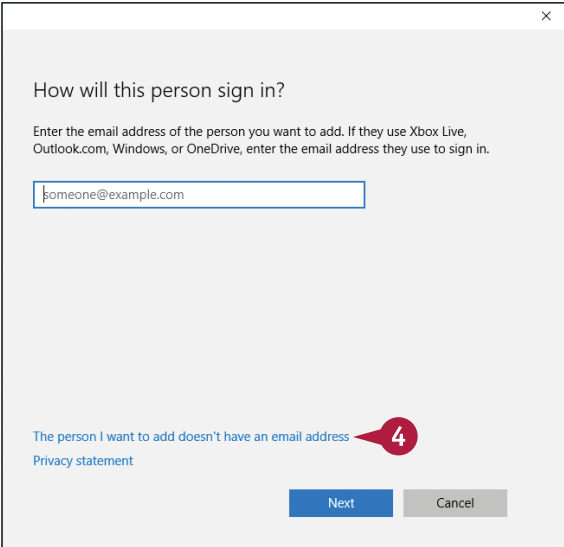 How will this person sign in?
Enter the email address of the person you want to add. If they use Xbox Live,
Outlook.com, Windows, or OneDrive, enter the email address they use to sign in.
someone@example.com
The person I want to add doesn't have an email address
4
Privacy statement
Next
Cancel